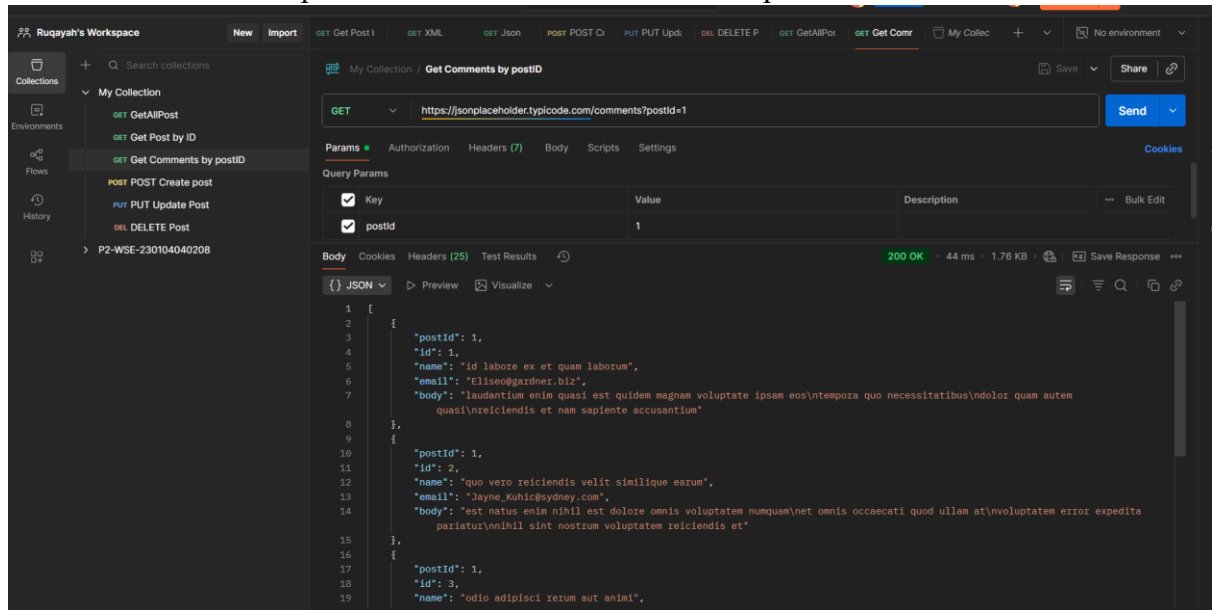 Ruqayah's Workspace
New
Import
GET Get Post I
GET XML
GET Json
POST POST Cr
PUT PUT Upda
DEL DELETE P
GET GetAllPos
GET Get Comr
My Collec
No environment
Collections
Environments
Flows
History
Search collections
My Collection
GET GetAllPost
GET Get Post by ID
GET Get Comments by postID
POST POST Create post
PUT PUT Update Post
DEL DELETE Post
P2-WSE-230104040208
HTTP My Collection / Get Comments by postID
Save
Share
GET
https://jsonplaceholder.typicode.com/comments?postId=1
Send
Params
Authorization
Headers (7)
Body
Scripts
Settings
Cookies
Query Params
Key
Value
Description
Bulk Edit
postId
1
Body
Cookies
Headers (25)
Test Results
200 OK
44 ms
1.76 KB
Save Response
{} JSON
Preview
Visualize
1 [
2 {
3 "postId": 1,
4 "id": 1,
5 "name": "id labore ex et quam laborum",
6 "email": "Eliseo@gardner.biz",
7 "body": "laudantium enim quasi est quidem magnam voluptate ipsam eos\ntempora quo necessitatibus\ndolor quam autem
quasi\nreiciendis et nam sapiente accusantium"
8 },
9 {
10 "postId": 1,
11 "id": 2,
12 "name": "quo vero reiciendis velit similique earum",
13 "email": "Jayne_Kuhic@sydney.com",
14 "body": "est natus enim nihil est dolore omnis voluptatem numquam\net omnis occaecati quod ullam at\nvoluptatem error expedita
pariatur\nnihil sint nostrum voluptatem reiciendis et"
15 },
16 {
17 "postId": 1,
18 "id": 3,
19 "name": "odio adipisci rerum aut animi",